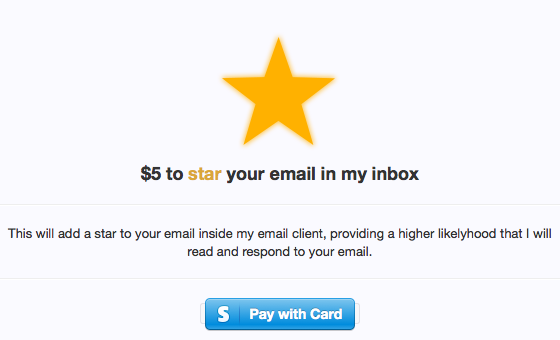 $5 to star your email in my inbox
This will add a star to your email inside my email client, providing a higher likelyhood that I will
read and respond to your email.
S Pay with Card